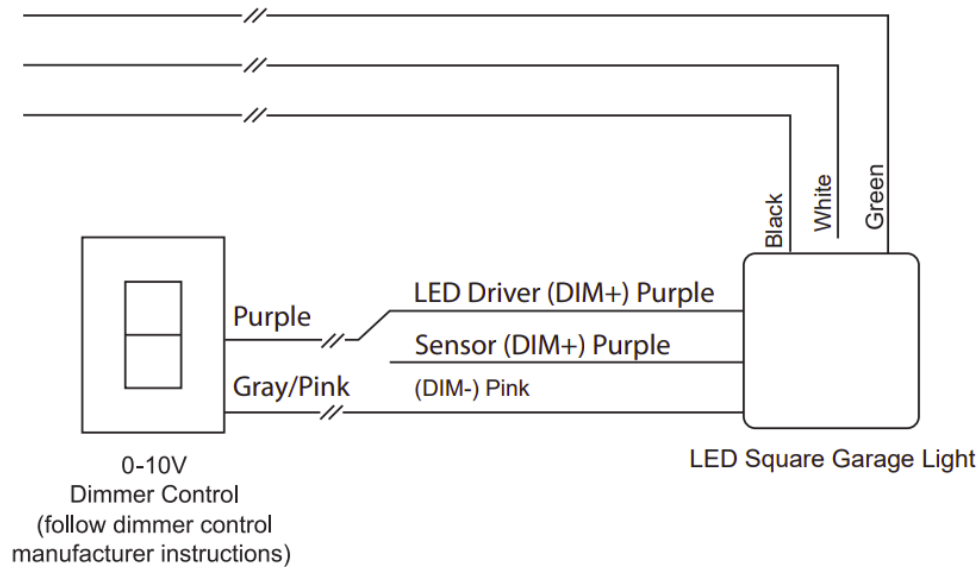 Black
White
Green
LED Driver (DIM+) Purple
Purple
Sensor (DIM+) Purple
Gray/Pink
(DIM-) Pink
LED Square Garage Light
0-10V
Dimmer Control
(follow dimmer control
manufacturer instructions)